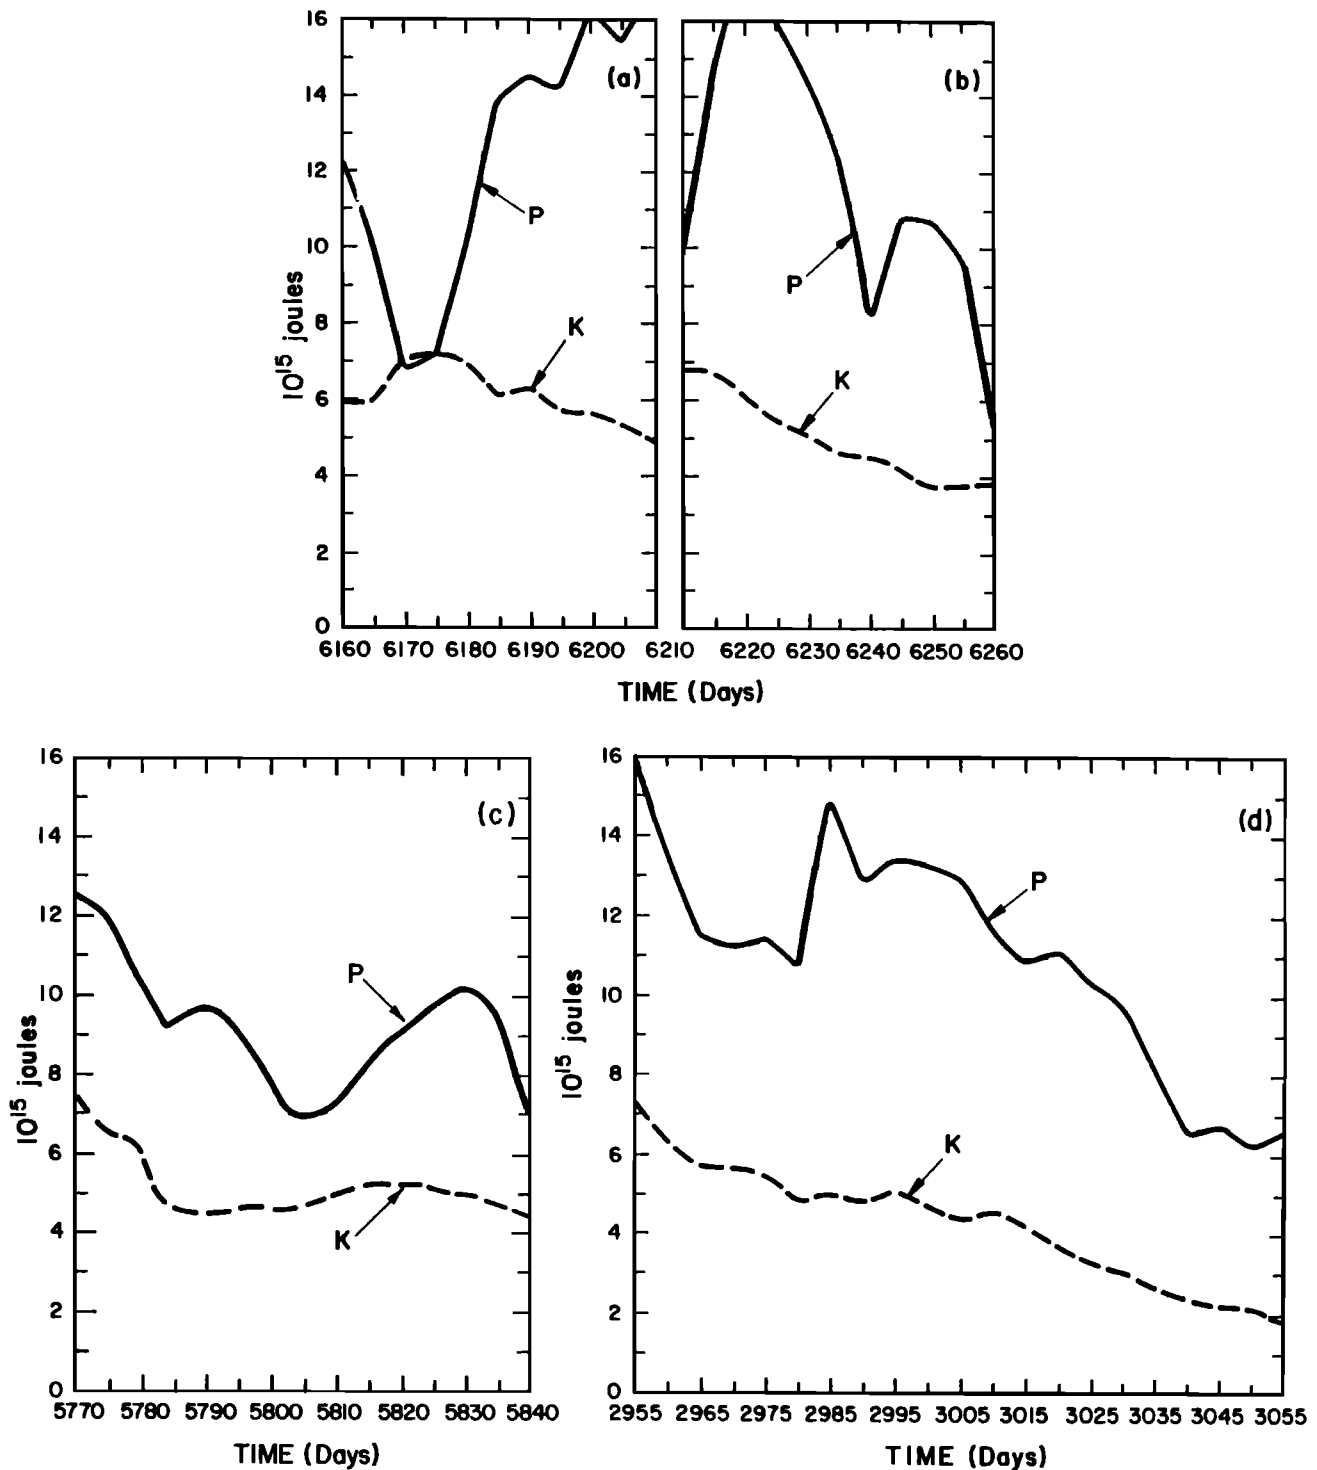 16
14
12
10
8
6
4
2
0
10^15 joules
(a)
P
K
(b)
P
K
6160 6170 6180 6190 6200 6210 6220 6230 6240 6250 6260
TIME (Days)
16
14
12
10
8
6
4
2
0
10^15 joules
(c)
P
K
5770 5780 5790 5800 5810 5820 5830 5840
TIME (Days)
16
14
12
10
8
6
4
2
0
10^15 joules
(d)
P
K
2955 2965 2975 2985 2995 3005 3015 3025 3035 3045 3055
TIME (Days)